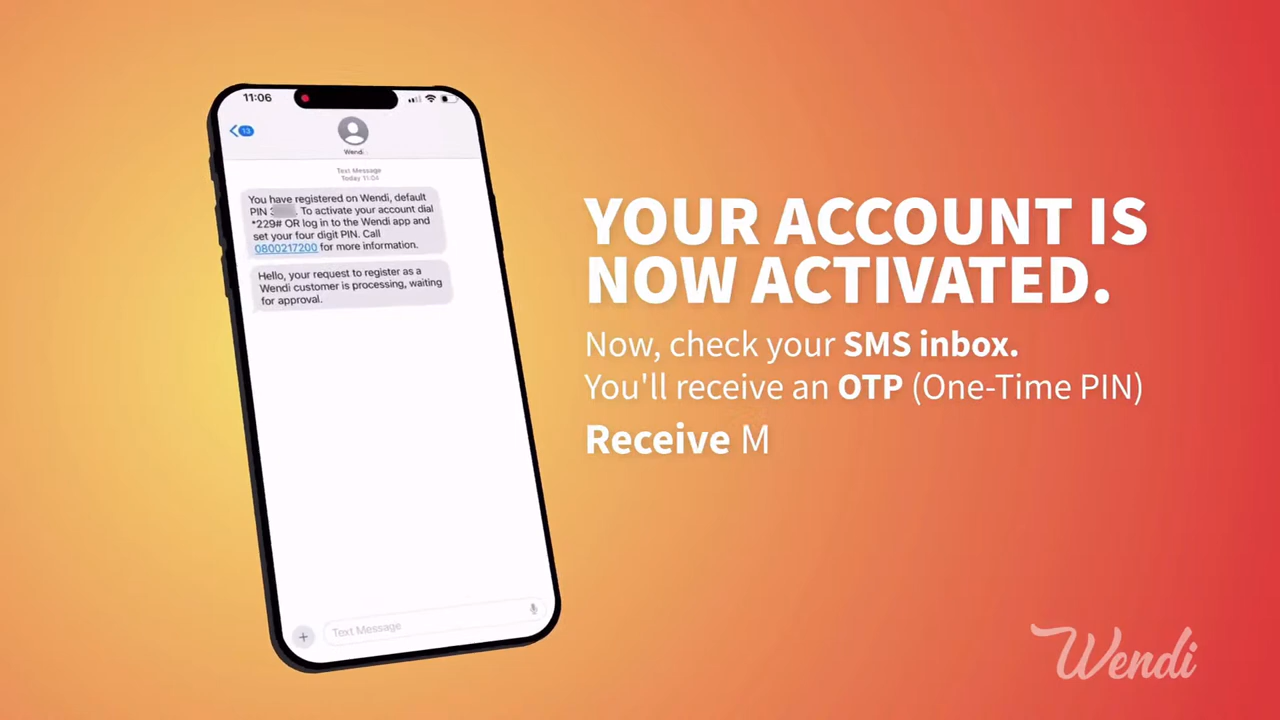 11:06
13
Wendi
Text Message
Today 11:04
You have registered on Wendi, default
PIN 3. To activate your account dial
*229# OR log in to the Wendi app and
set your four digit PIN. Call
0800217200 for more information.
Hello, your request to register as a
Wendi customer is processing, waiting
for approval.
Text Message
YOUR ACCOUNT IS
NOW ACTIVATED.
Now, check your SMS inbox.
You'll receive an OTP (One-Time PIN)
Receive M
Wendi